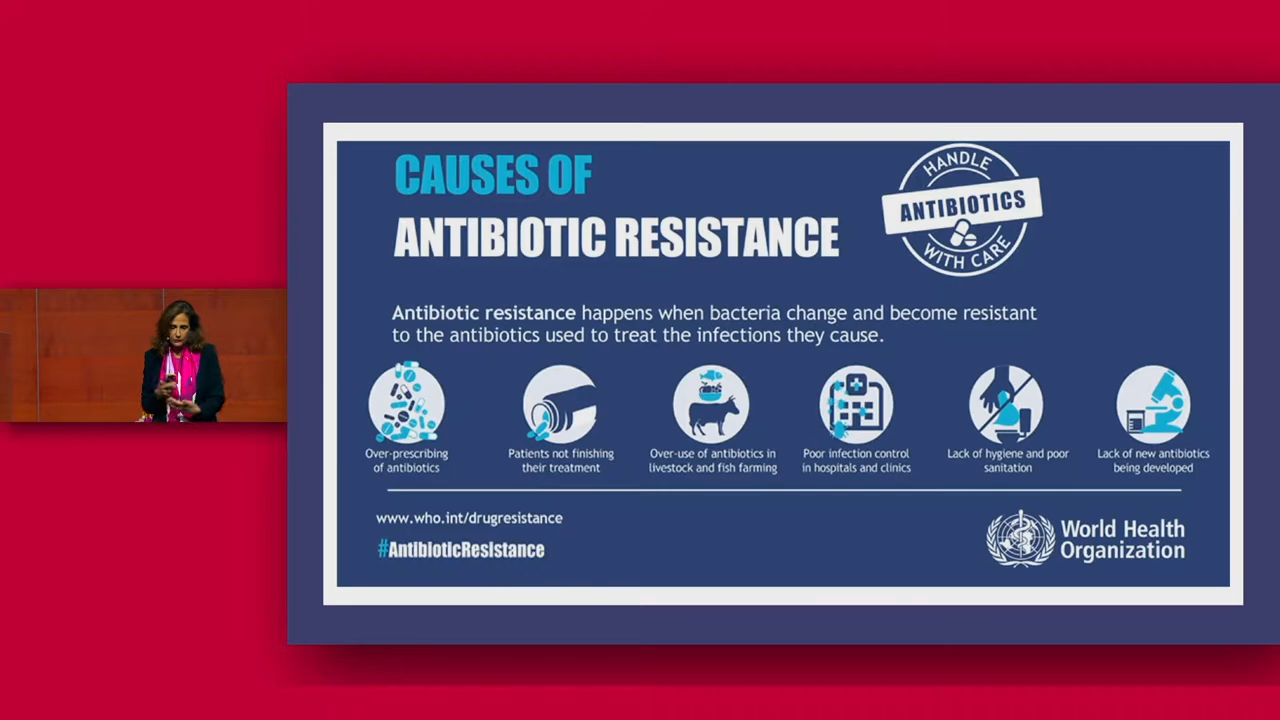 CAUSES OF
ANTIBIOTIC RESISTANCE
HANDLE
ANTIBIOTICS
WITH CARE
Antibiotic resistance happens when bacteria change and become resistant
to the antibiotics used to treat the infections they cause.
Over-prescribing
of antibiotics
Patients not finishing
their treatment
Over-use of antibiotics in
livestock and fish farming
Poor infection control
in hospitals and clinics
Lack of hygiene and poor
sanitation
Lack of new antibiotics
being developed
www.who.int/drugresistance
#AntibioticResistance
World Health
Organization